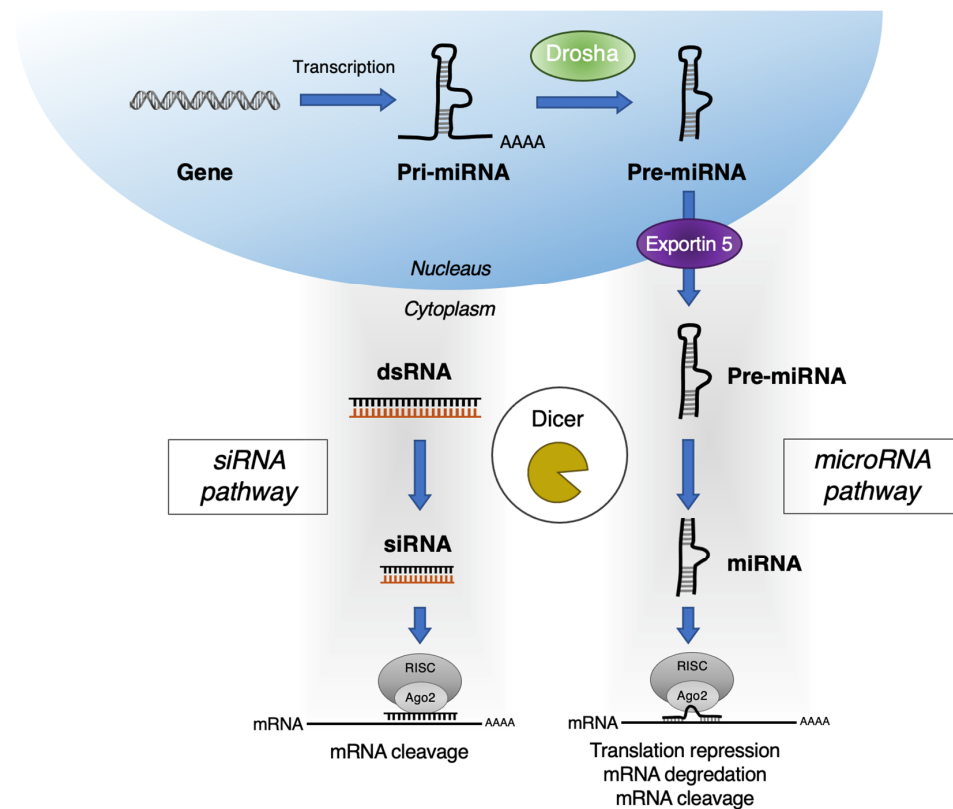 Transcription
Drosha
AAAA
Gene
Pri-miRNA
Pre-miRNA
Exportin 5
Nucleaus
Cytoplasm
dsRNA
Pre-miRNA
Dicer
siRNA
pathway
microRNA
pathway
siRNA
miRNA
RISC
Ago2
mRNA
AAAA
mRNA cleavage
RISC
Ago2
mRNA
AAAA
Translation repression
mRNA degredation
mRNA cleavage